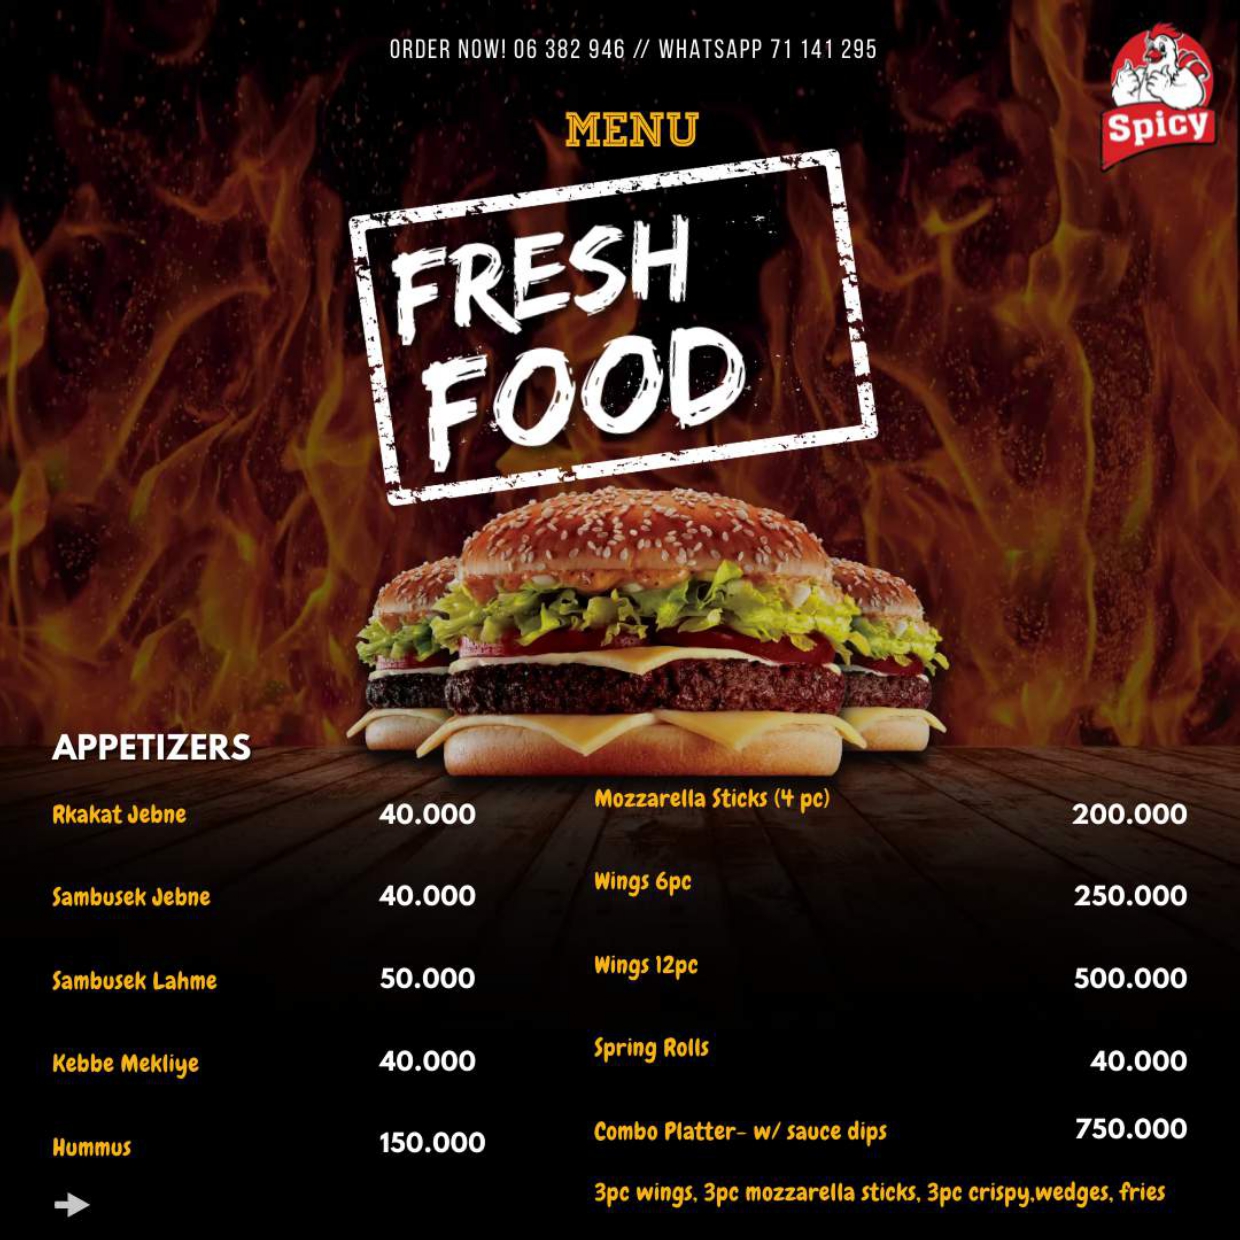 ORDER NOW! 06 382 946 // WHATSAPP 71 141 295
Spicy
MENU
FRESH
FOOD
APPETIZERS
Rkakat Jebne 40.000
Sambusek Jebne 40.000
Sambusek Lahme 50.000
Kebbe Mekliye 40.000
Hummus 150.000
Mozzarella Sticks (4 pc) 200.000
Wings 6pc 250.000
Wings 12pc 500.000
Spring Rolls 40.000
Combo Platter- w/ sauce dips 750.000
3pc wings, 3pc mozzarella sticks, 3pc crispy,wedges, fries